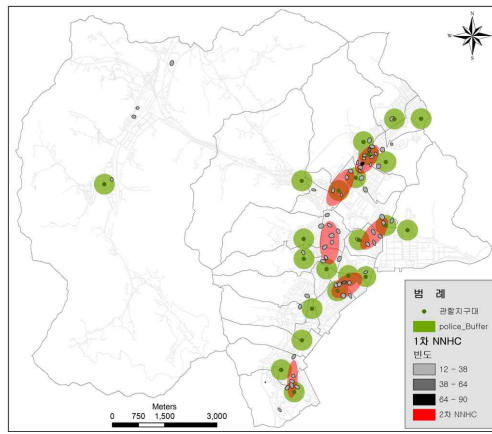 N
Meters
0 750 1,500 3,000
범 례
관할지구대
police_Buffer
1차 NNHC
빈도
12 - 38
38 - 64
64 - 90
2차 NNHC